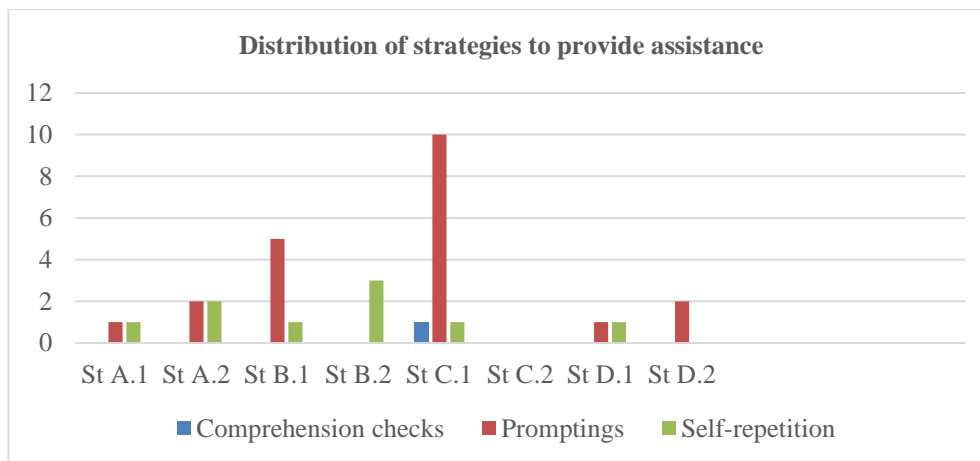 Distribution of strategies to provide assistance
12
10
8
6
4
2
0
St A.1 St A.2 St B.1 St B.2 St C.1 St C.2 St D.1 St D.2
Comprehension checks Promptings Self-repetition